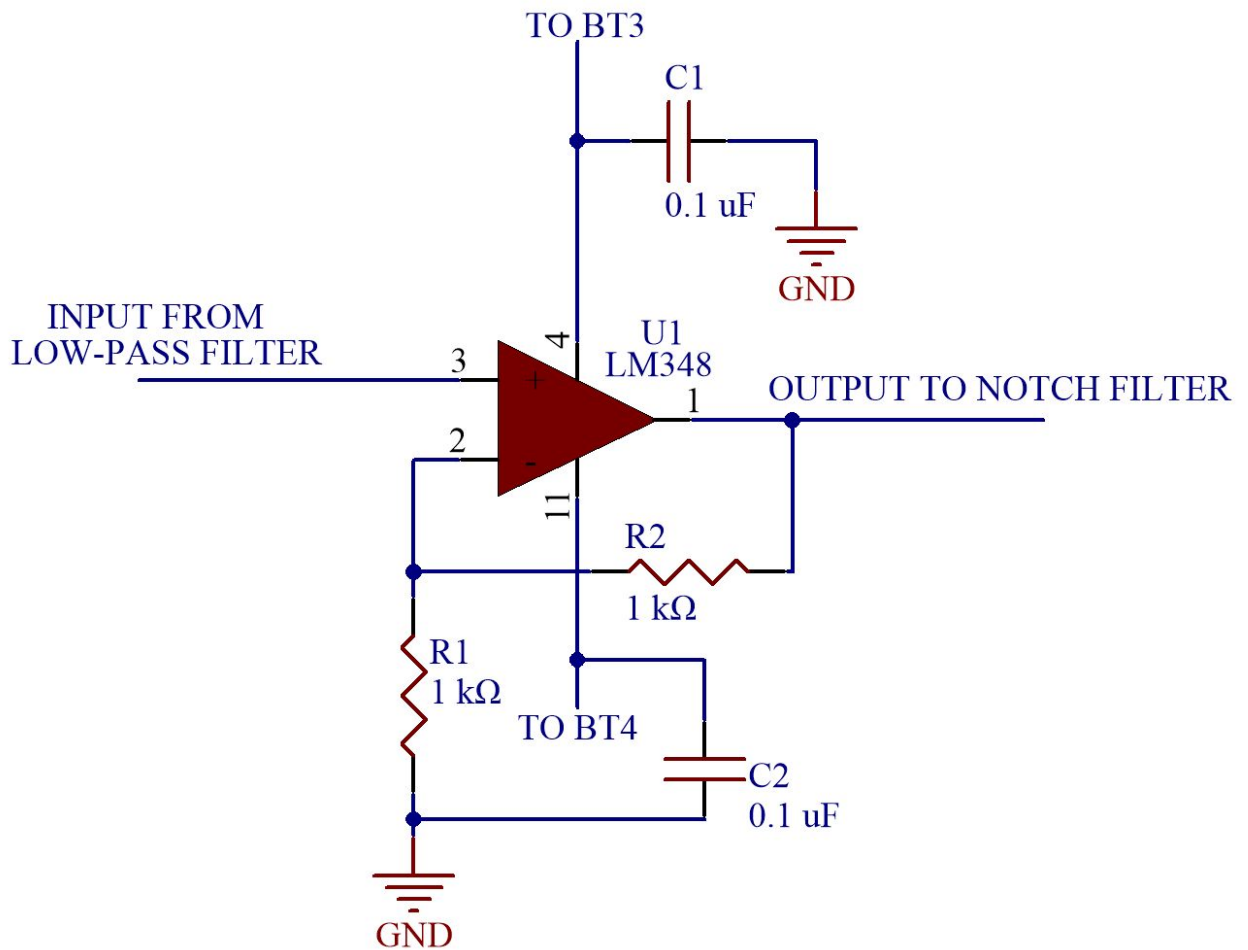 TO BT3
C1
0.1 uF
GND
INPUT FROM
LOW-PASS FILTER
3
+
4
U1
LM348
1
OUTPUT TO NOTCH FILTER
2
-
11
R2
1 kΩ
R1
1 kΩ
TO BT4
C2
0.1 uF
GND